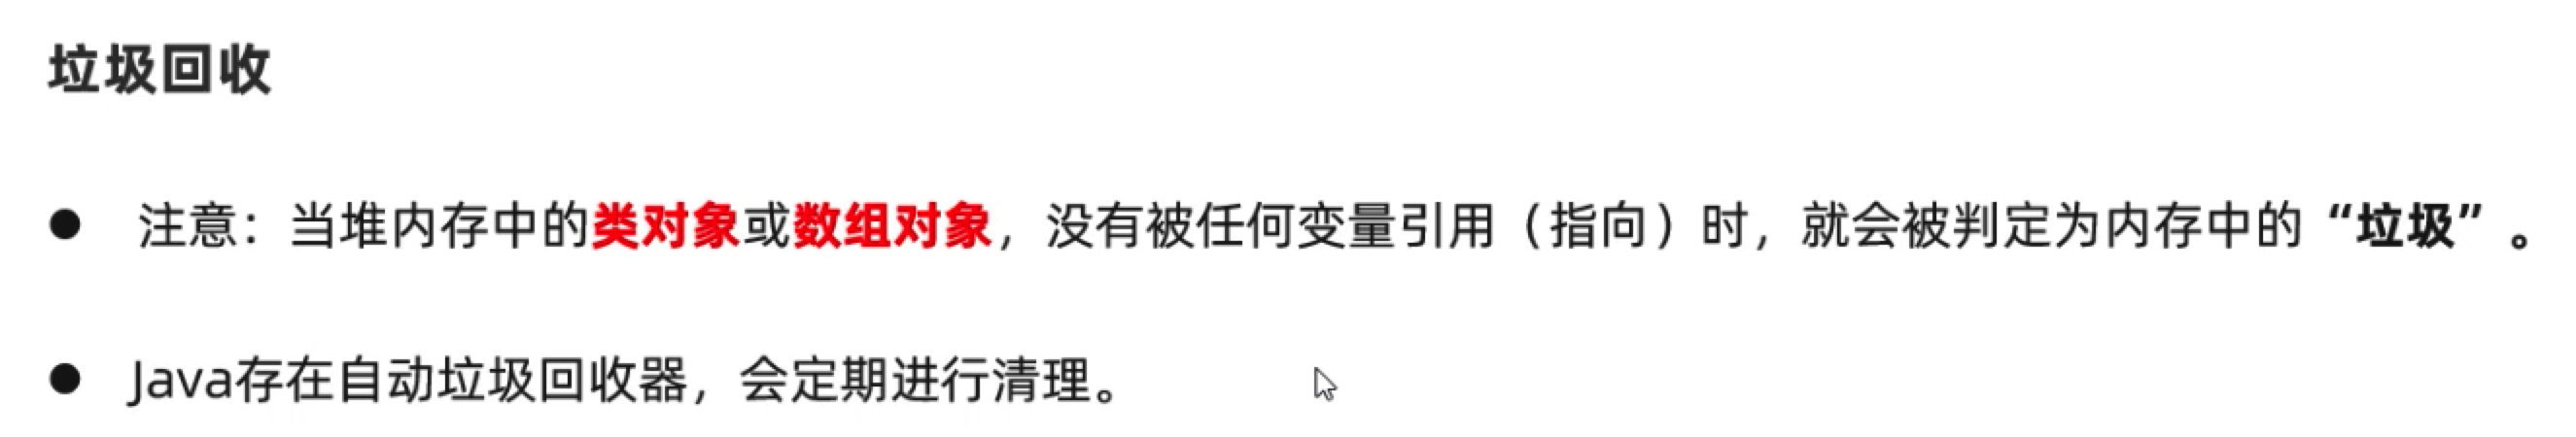 垃圾回收
● 注意：当堆内存中的类对象或数组对象，没有被任何变量引用（指向）时，就会被判定为内存中的 “垃圾” 。
● Java存在自动垃圾回收器，会定期进行清理。